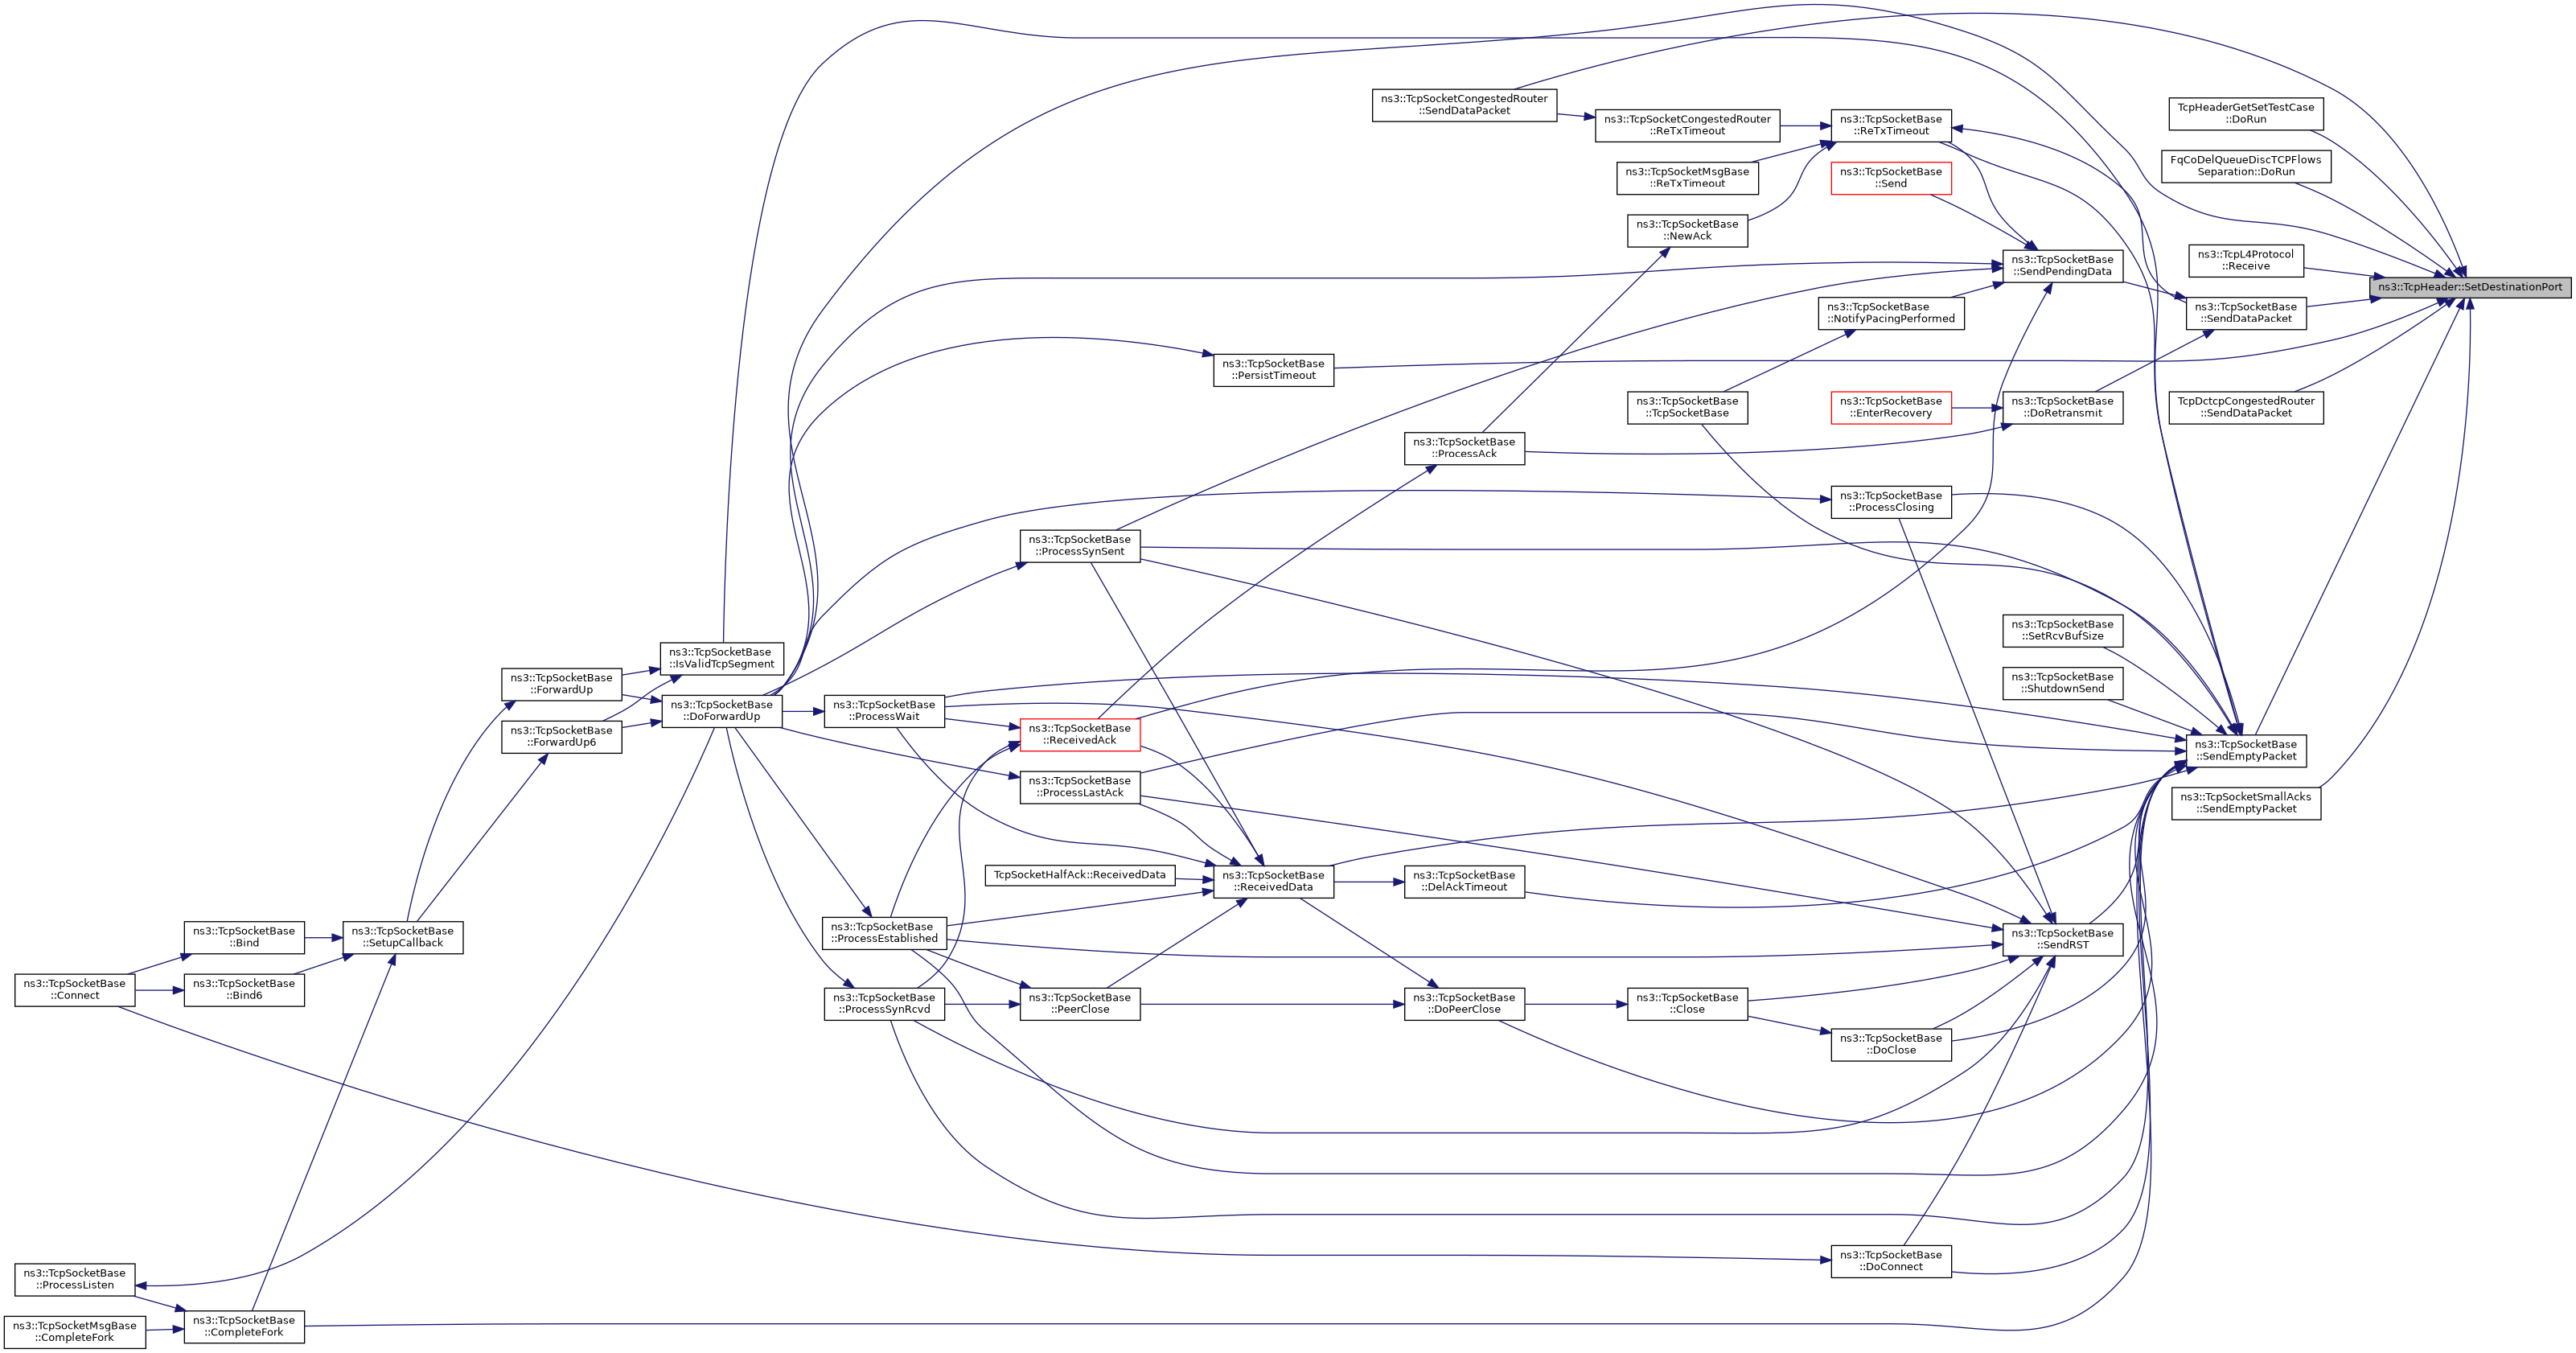 ns3::TcpSocketCongestedRouter
::SendDataPacket
TcpHeaderGetSetTestCase
::DoRun
ns3::TcpSocketCongestedRouter
::ReTxTimeout
ns3::TcpSocketBase
::ReTxTimeout
FqCoDelQueueDiscTCPFlows
Separation::DoRun
ns3::TcpSocketMsgBase
::ReTxTimeout
ns3::TcpSocketBase
::Send
ns3::TcpSocketBase
::NewAck
ns3::TcpL4Protocol
::Receive
ns3::TcpSocketBase
::SendPendingData
ns3::TcpHeader::SetDestinationPort
ns3::TcpSocketBase
::NotifyPacingPerformed
ns3::TcpSocketBase
::SendDataPacket
ns3::TcpSocketBase
::PersistTimeout
ns3::TcpSocketBase
::TcpSocketBase
ns3::TcpSocketBase
::EnterRecovery
ns3::TcpSocketBase
::DoRetransmit
TcpDctcpCongestedRouter
::SendDataPacket
ns3::TcpSocketBase
::ProcessAck
ns3::TcpSocketBase
::ProcessClosing
ns3::TcpSocketBase
::ProcessSynSent
ns3::TcpSocketBase
::SetRcvBufSize
ns3::TcpSocketBase
::IsValidTcpSegment
ns3::TcpSocketBase
::ForwardUp
ns3::TcpSocketBase
::ShutdownSend
ns3::TcpSocketBase
::DoForwardUp
ns3::TcpSocketBase
::ProcessWait
ns3::TcpSocketBase
::ForwardUp6
ns3::TcpSocketBase
::ReceivedAck
ns3::TcpSocketBase
::SendEmptyPacket
ns3::TcpSocketBase
::ProcessLastAck
ns3::TcpSocketSmallAcks
::SendEmptyPacket
TcpSocketHalfAck::ReceivedData
ns3::TcpSocketBase
::ReceivedData
ns3::TcpSocketBase
::DelAckTimeout
ns3::TcpSocketBase
::Bind
ns3::TcpSocketBase
::SetupCallback
ns3::TcpSocketBase
::ProcessEstablished
ns3::TcpSocketBase
::SendRST
ns3::TcpSocketBase
::Connect
ns3::TcpSocketBase
::Bind6
ns3::TcpSocketBase
::ProcessSynRcvd
ns3::TcpSocketBase
::PeerClose
ns3::TcpSocketBase
::DoPeerClose
ns3::TcpSocketBase
::Close
ns3::TcpSocketBase
::DoClose
ns3::TcpSocketBase
::DoConnect
ns3::TcpSocketBase
::ProcessListen
ns3::TcpSocketMsgBase
::CompleteFork
ns3::TcpSocketBase
::CompleteFork